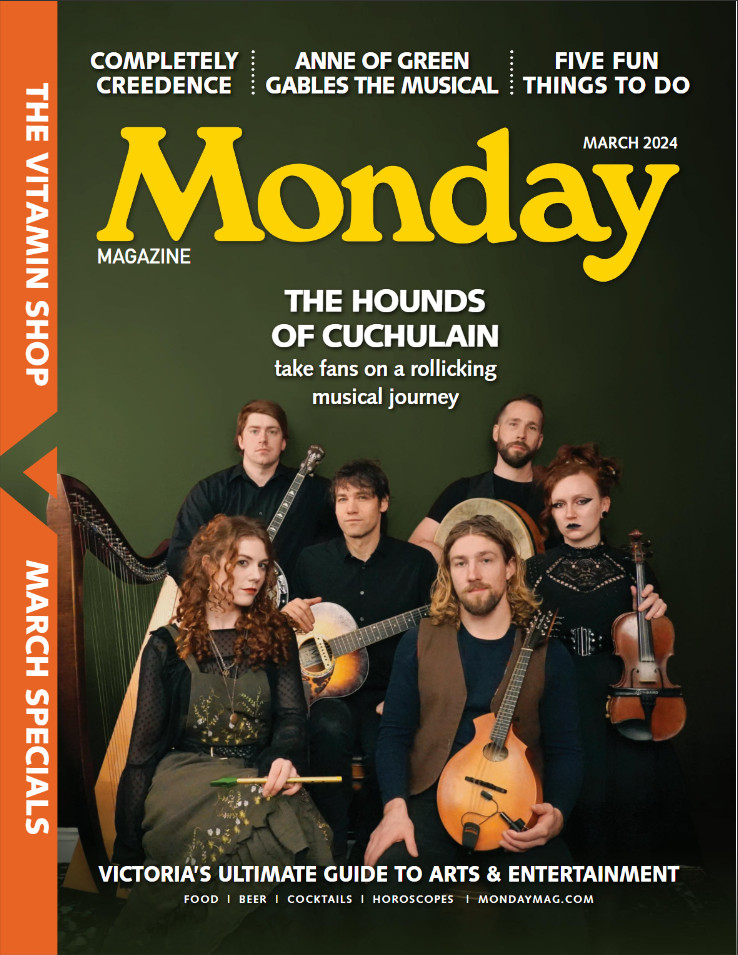 COMPLETELY
CREEDENCE
ANNE OF GREEN
GABLES THE MUSICAL
FIVE FUN
THINGS TO DO
MARCH 2024
Monday
MAGAZINE
THE HOUNDS
OF CUCHULAIN
take fans on a rollicking
musical journey
THE VITAMIN SHOP
MARCH SPECIALS
VICTORIA'S ULTIMATE GUIDE TO ARTS & ENTERTAINMENT
FOOD | BEER | COCKTAILS | HOROSCOPES | MONDAYMAG.COM